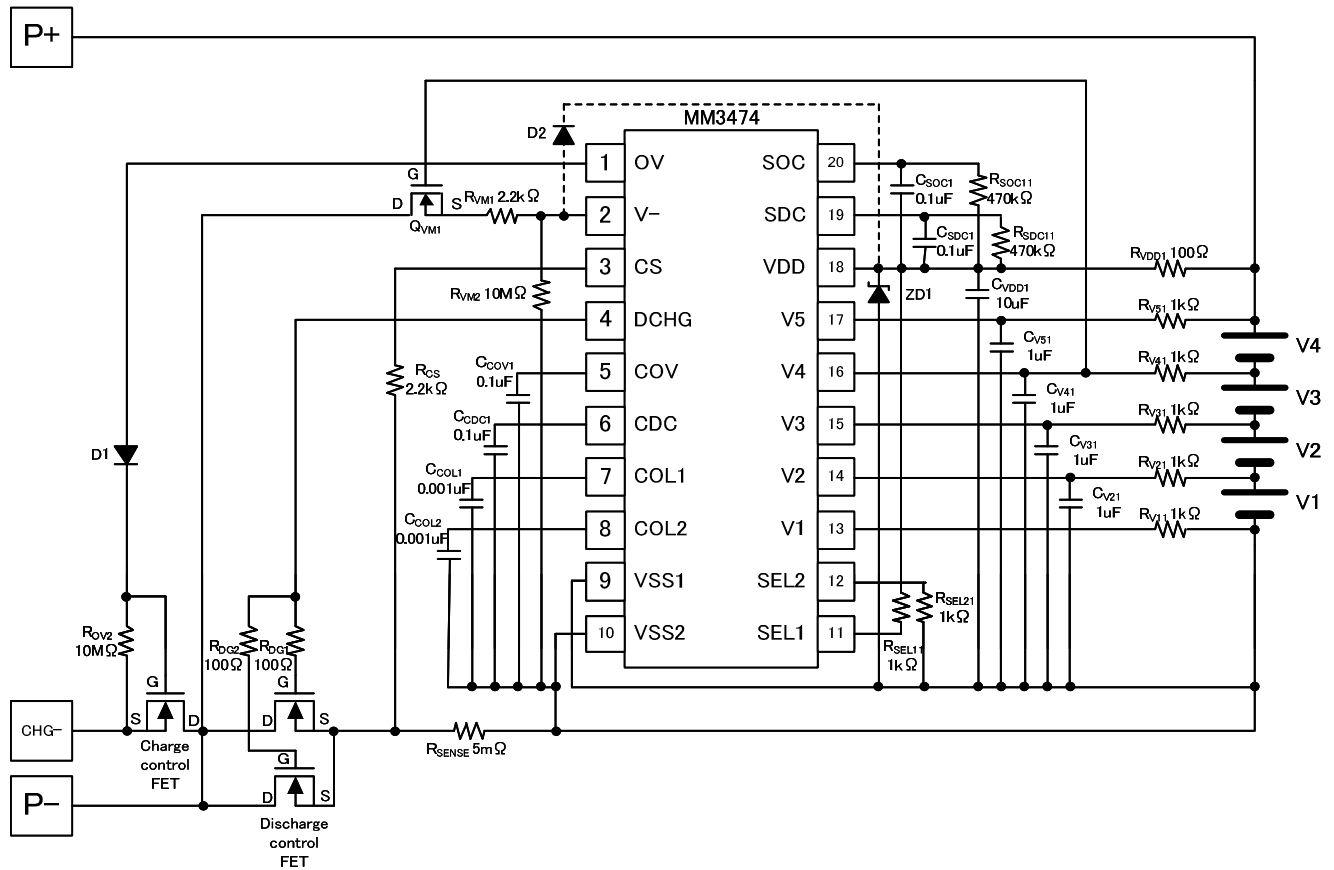 P+
MM3474
D2
1 OV
2 V-
3 CS
4 DCHG
5 COV
6 CDC
7 COL1
8 COL2
9 VSS1
10 VSS2
SOC 20
SDC 19
VDD 18
V5 17
V4 16
V3 15
V2 14
V1 13
SEL2 12
SEL1 11
G
D
S
QVM1
RVM1 2.2kΩ
RVM2 10MΩ
RCS
2.2kΩ
CCOV1
0.1uF
CCDC1
0.1uF
CCOL1
0.001uF
CCOL2
0.001uF
CSOC1
0.1uF
RSOC11
470kΩ
CSDC1
0.1uF
RSDC11
470kΩ
ZD1
CVDD1
10uF
RVDD1 100Ω
RV51 1kΩ
CV51
1uF
RV41 1kΩ
CV41
1uF
RV31 1kΩ
CV31
1uF
RV21 1kΩ
CV21
1uF
RV11 1kΩ
V4
V3
V2
V1
RSEL21
1kΩ
RSEL11
1kΩ
D1
ROV2
10MΩ
RDG2
100Ω
RDG1
100Ω
CHG-
G
S
D
Charge
control
FET
G
D
S
RSENSE 5mΩ
P-
G
D
S
Discharge
control
FET